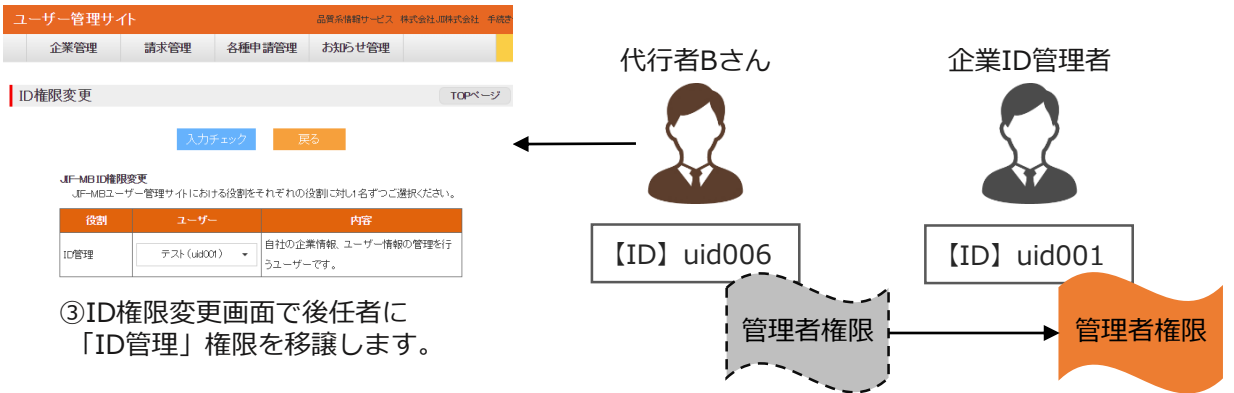 ユーザー管理サイト
品質系情報サービス 株式会社JII株式会社 手続き
企業管理 請求管理 各種申請管理 お知らせ管理
ID権限変更
TOPページ
入力チェック 戻る
JIF-MB ID権限変更
JIF-MBユーザー管理サイトにおける役割をそれぞれの役割に対し1名ずつご選択ください。
役割 ユーザー 内容
ID管理 テスト(uid001) 自社の企業情報、ユーザー情報の管理を行
うユーザーです。
③ID権限変更画面で後任者に
「ID管理」権限を移譲します。
代行者Bさん
【ID】uid006
管理者権限
企業ID管理者
【ID】uid001
管理者権限